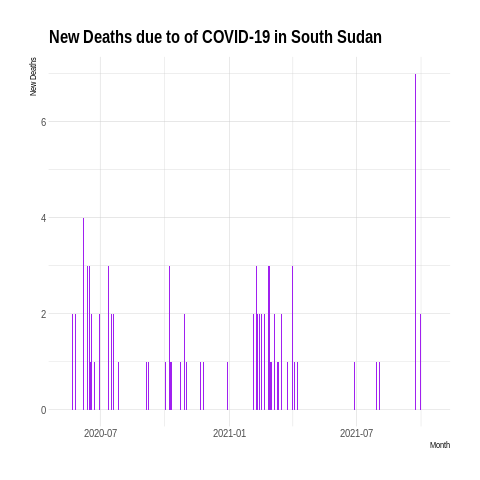 New Deaths due to of COVID-19 in South Sudan
New Deaths
6
4
2
0
2020-07 2021-01 2021-07
Month